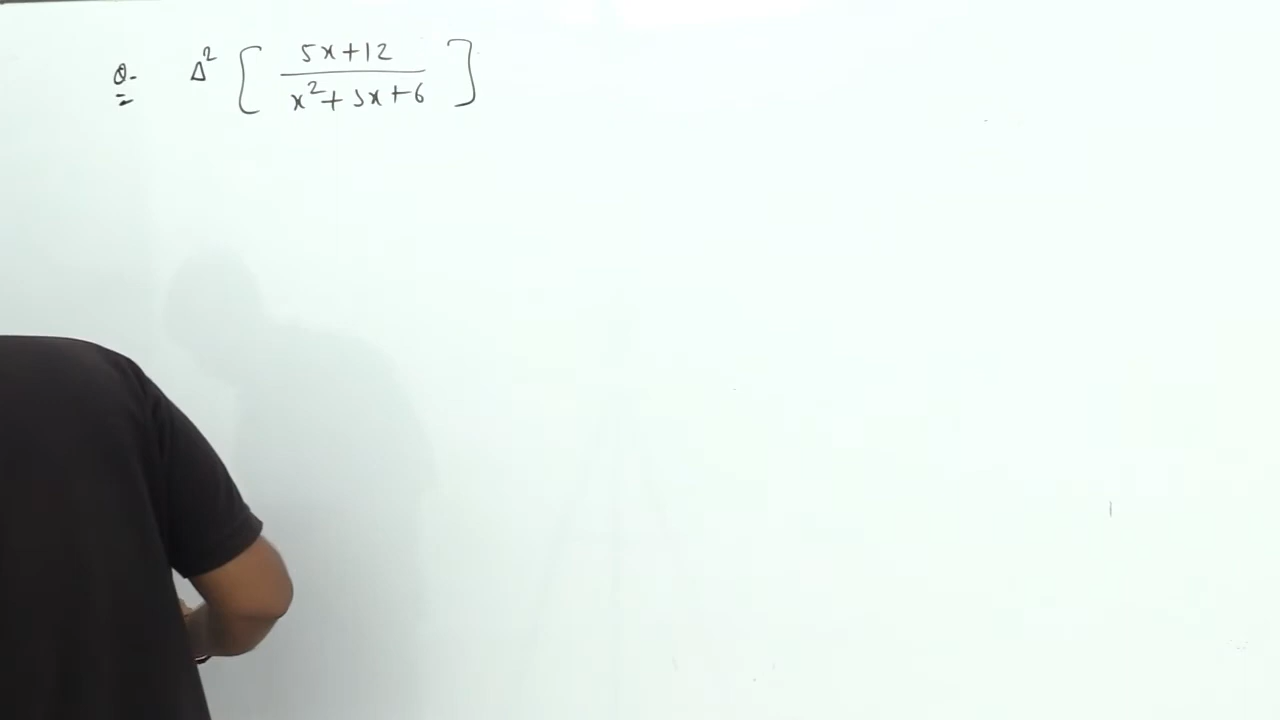 Q- Δ² [ 5x+12 / x²+5x+6 ]